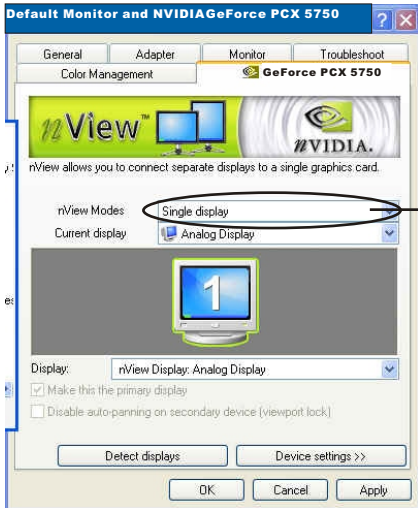 Default Monitor and NVIDIAGeForce PCX 5750
General Adapter Monitor Troubleshoot
Color Management GeForce PCX 5750
nView™
nVIDIA.
nView allows you to connect separate displays to a single graphics card.
nView Modes Single display
Current display Analog Display
1
Display: nView Display: Analog Display
Make this the primary display
Disable auto-panning on secondary device (viewport lock)
Detect displays Device settings >>
OK Cancel Apply